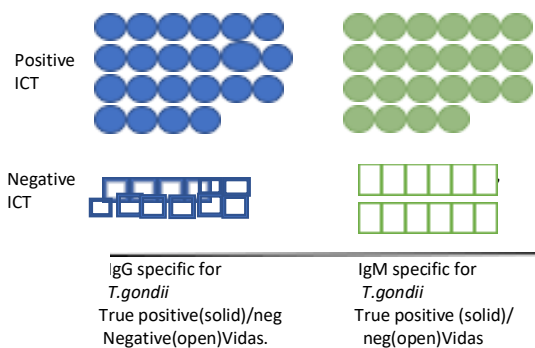 Positive
ICT
Negative
ICT
IgG specific for
T.gondii
True positive(solid)/neg
Negative(open)Vidas.
IgM specific for
T.gondii
True positive (solid)/
neg(open)Vidas